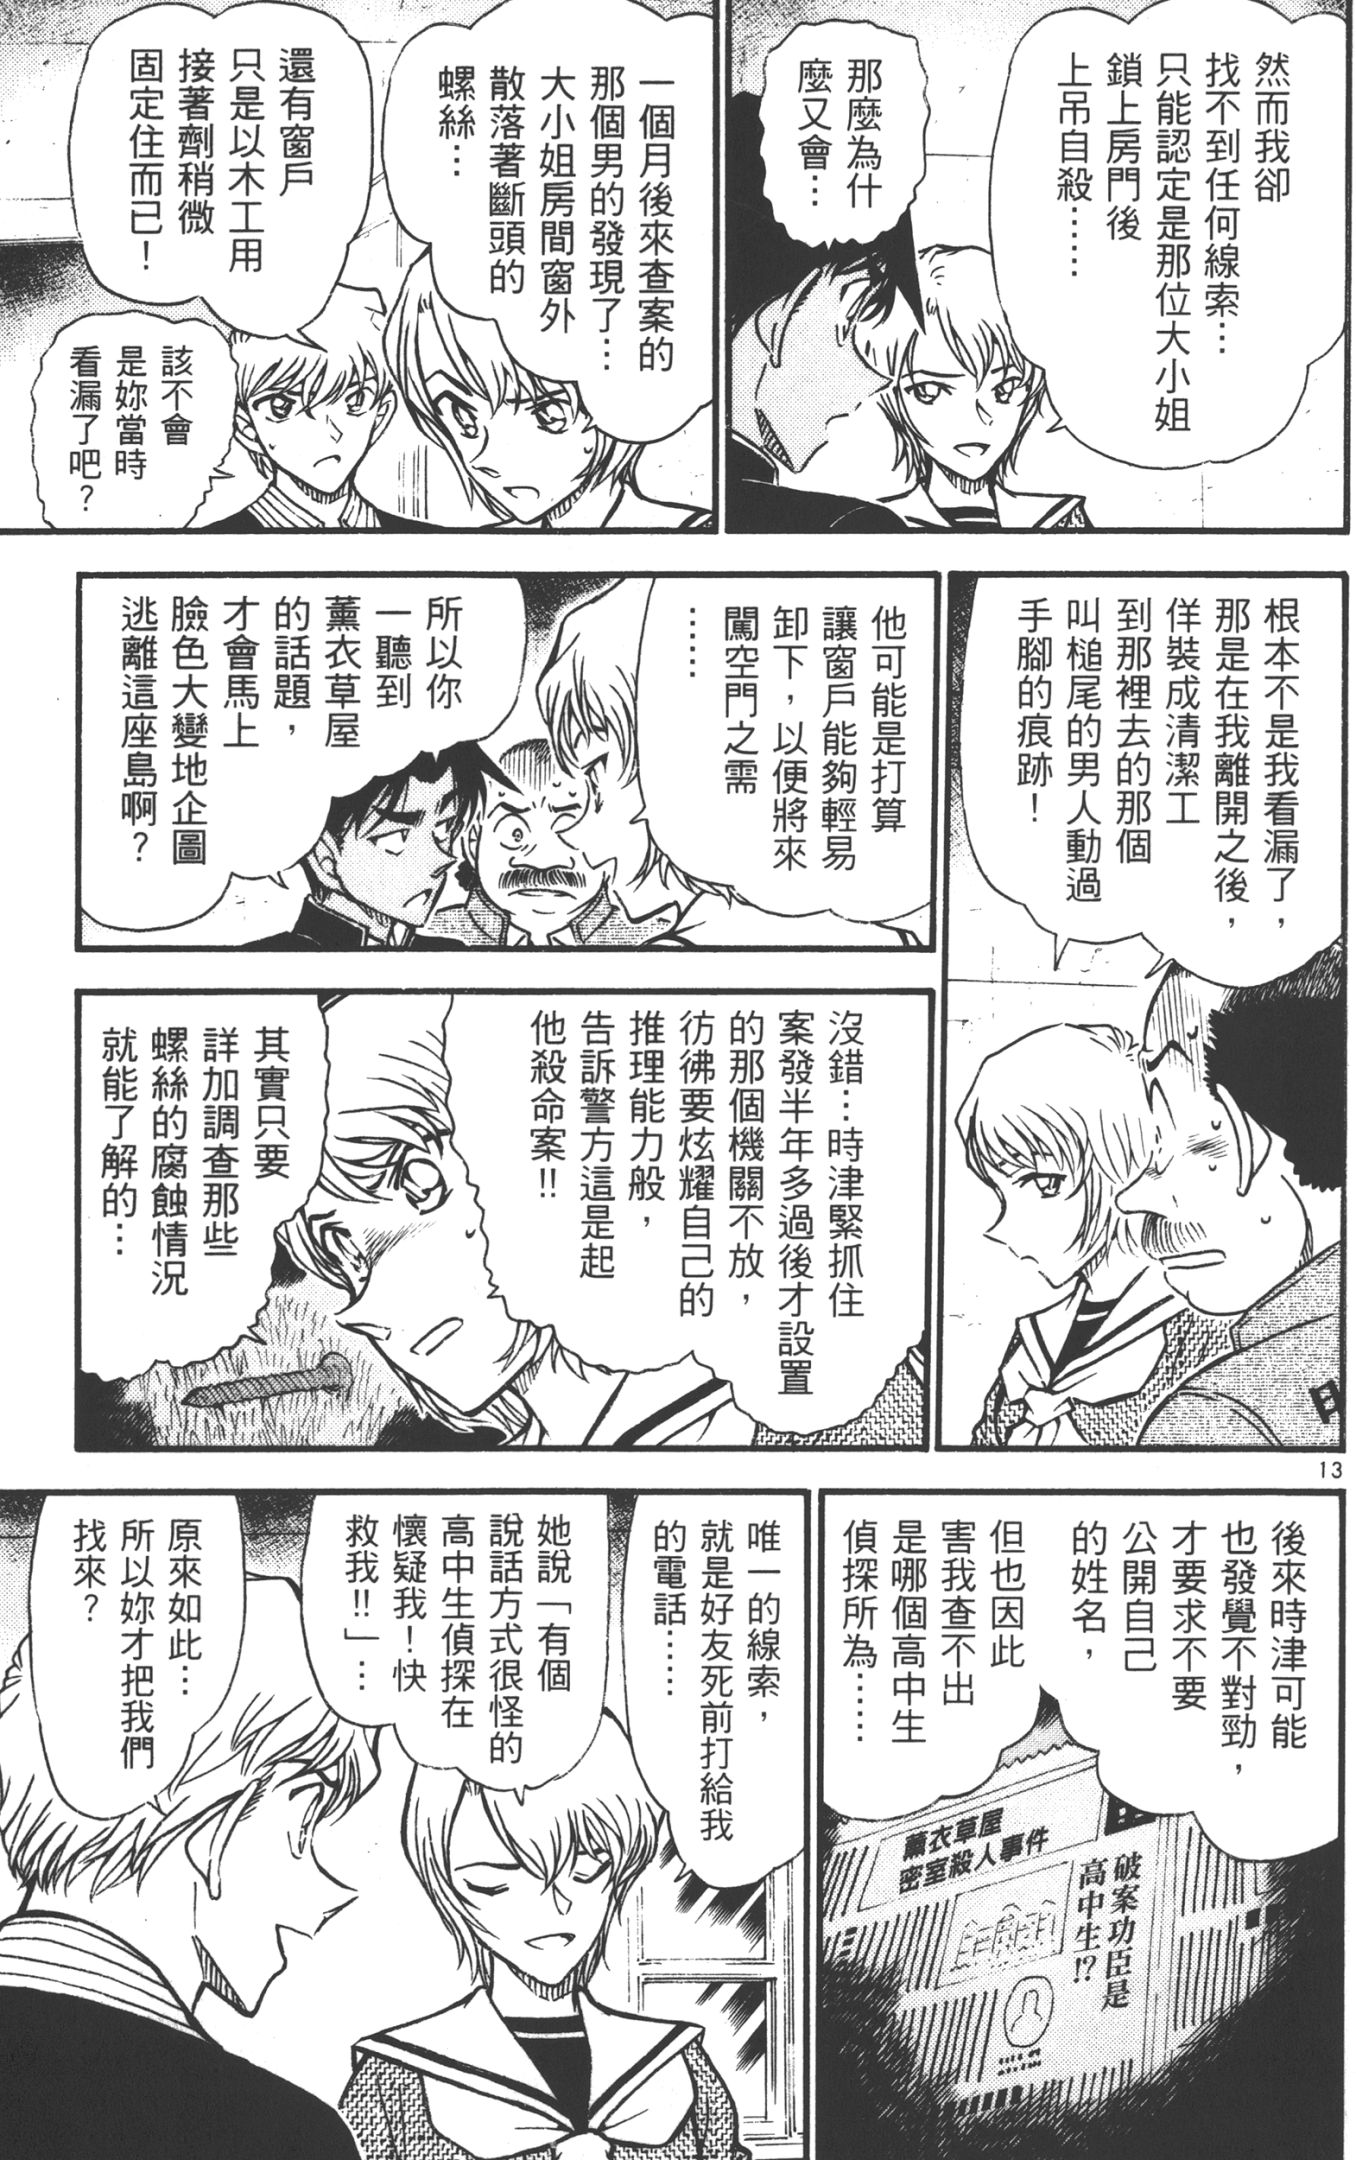 然而我卻
找不到任何線索…
只能認定是那位大小姐
鎖上房門後
上吊自殺……
那麼為什
麼又會…
一個月後來查案的
那個男的發現了…
大小姐房間窗外
散落著斷頭的
螺絲…
還有窗戶
只是以木工用
接著劑稍微
固定住而已！
該不會
是妳當時
看漏了吧？
根本不是我看漏了，
那是在我離開之後，
佯裝成清潔工
到那裡去的那個
叫槌尾的男人動過
手腳的痕跡！
他可能是打算
讓窗戶能夠輕易
卸下，以便將來
闖空門之需
……
所以你
一聽到
薰衣草屋
的話題，
才會馬上
臉色大變地企圖
逃離這座島啊？
沒錯…時津緊抓住
案發半年多過後才設置
的那個機關不放，
彷彿要炫耀自己的
推理能力般，
告訴警方這是起
他殺命案!!
其實只要
詳加調查那些
螺絲的腐蝕情況
就能了解的…
13
後來時津可能
也發覺不對勁，
才要求不要
公開自己
的姓名，
但也因此
害我查不出
是哪個高中生
偵探所為……
薰衣草屋
密室殺人事件
破案功臣是
高中生!?
唯一的線索，
就是好友死前打給我
的電話……
她說「有個
說話方式很怪的
高中生偵探在
懷疑我！快
救我!!」…
原來如此…
所以妳才把我們
找來？